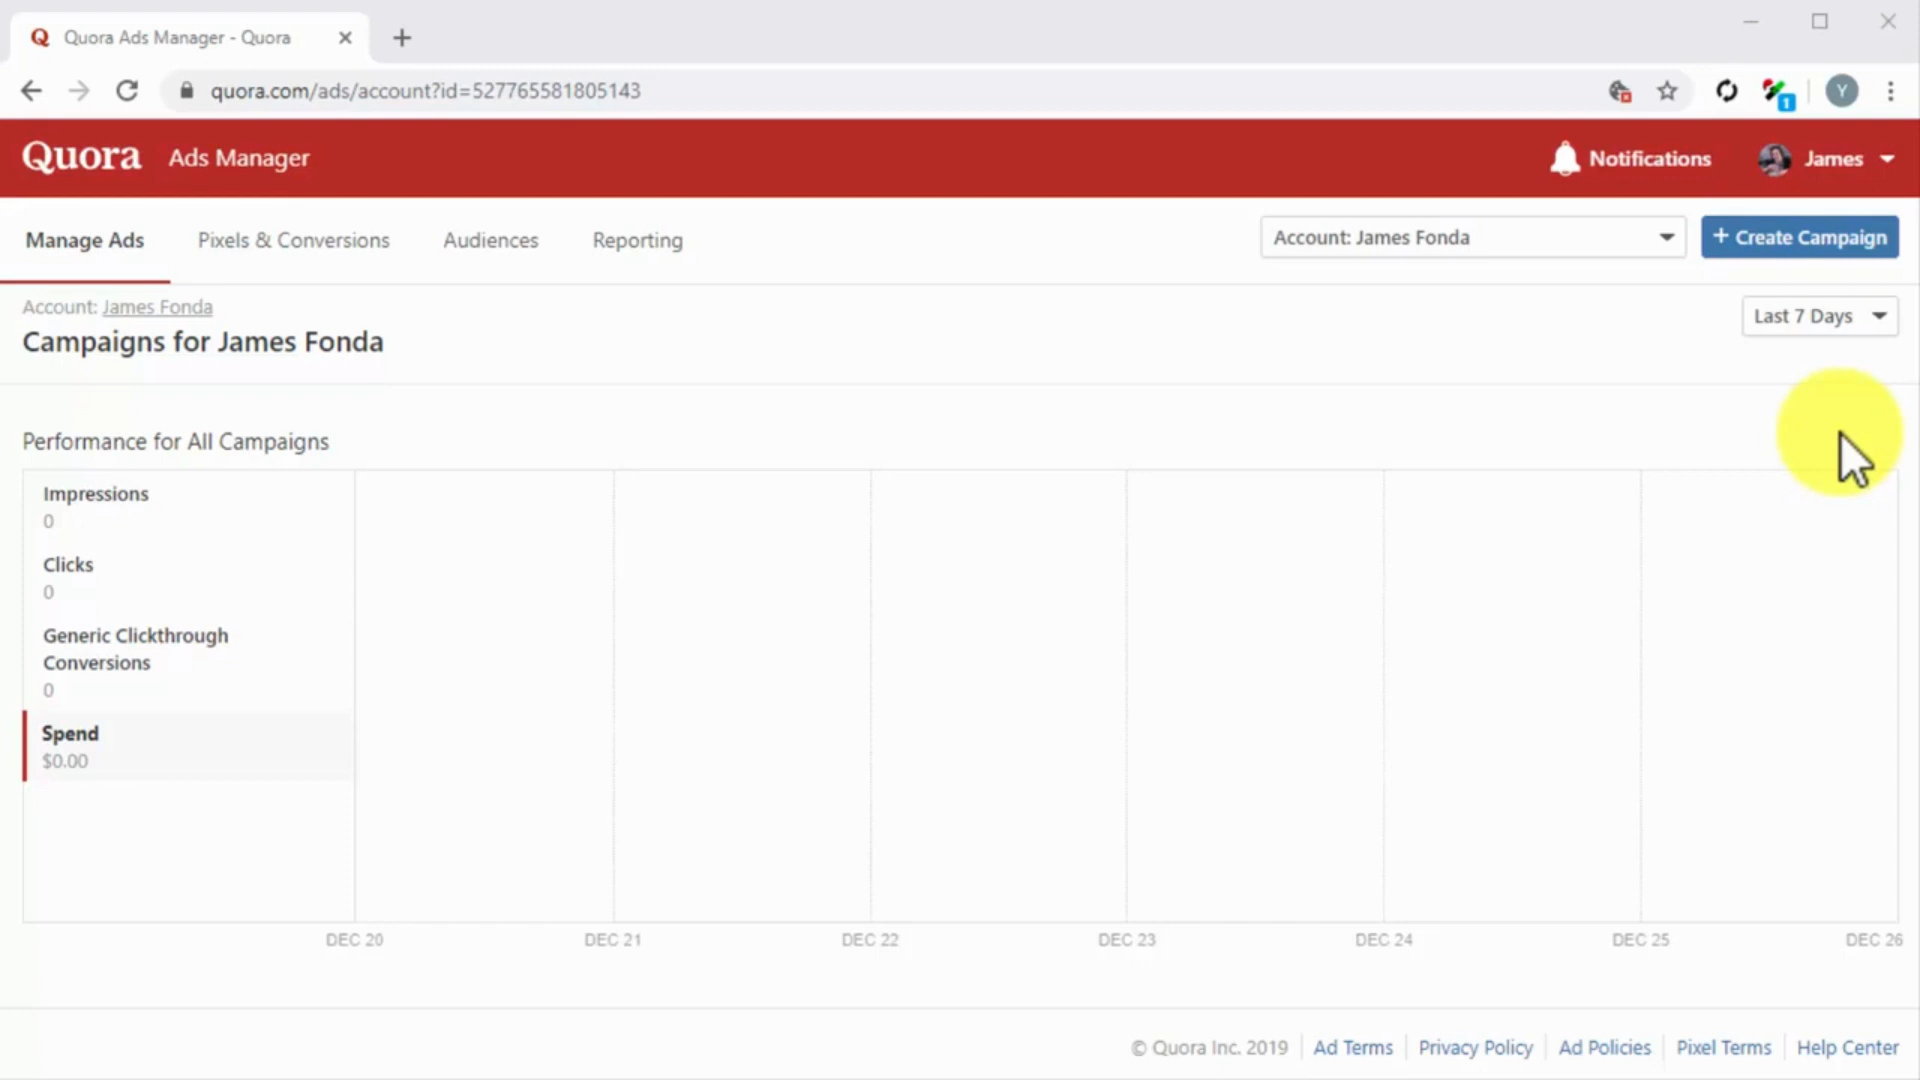 Quora Ads Manager - Quora
quora.com/ads/account?id=527765581805143
1
Y
Quora Ads Manager
Notifications
James
Manage Ads
Pixels & Conversions
Audiences
Reporting
Account: James Fonda
+ Create Campaign
Account: James Fonda
Campaigns for James Fonda
Last 7 Days
Performance for All Campaigns
Impressions
0
Clicks
0
Generic Clickthrough
Conversions
0
Spend
$0.00
DEC 20
DEC 21
DEC 22
DEC 23
DEC 24
DEC 25
DEC 26
© Quora Inc. 2019
Ad Terms
Privacy Policy
Ad Policies
Pixel Terms
Help Center